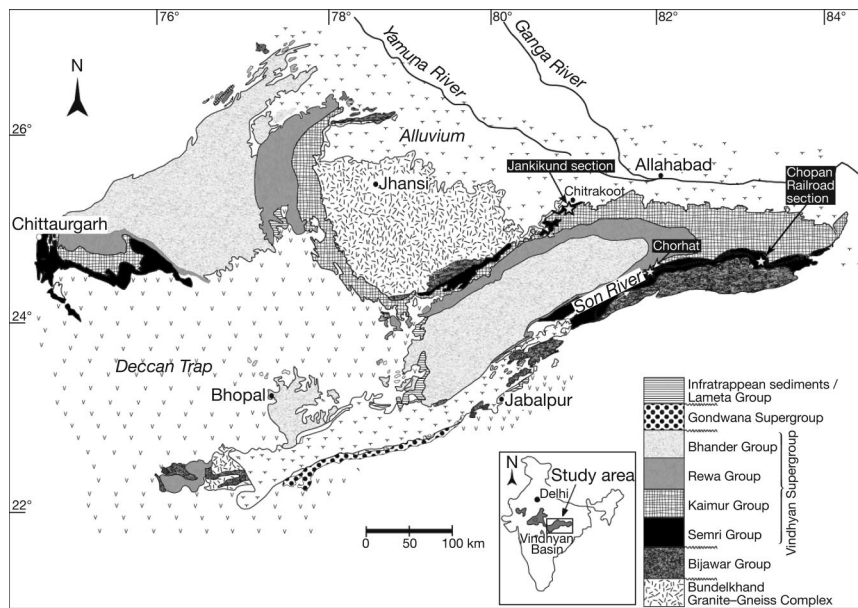 76°
78°
80°
82°
84°
N
Yamuna River
Ganga River
26°
Alluvium
Jankikund section
Allahabad
Chopan
Railroad
section
Jhansi
Chitrakoot
Chittaurgarh
Chorhat
Son River
24°
Deccan Trap
Bhopal
Jabalpur
22°
0
50
100 km
N
Study area
Delhi
Vindhyan
Basin
Infratrappean sediments /
Lameta Group
Gondwana Supergroup
Bhander Group
Rewa Group
Kaimur Group
Semri Group
Vindhyan Supergroup
Bijawar Group
Bundelkhand
Granite–Gneiss Complex